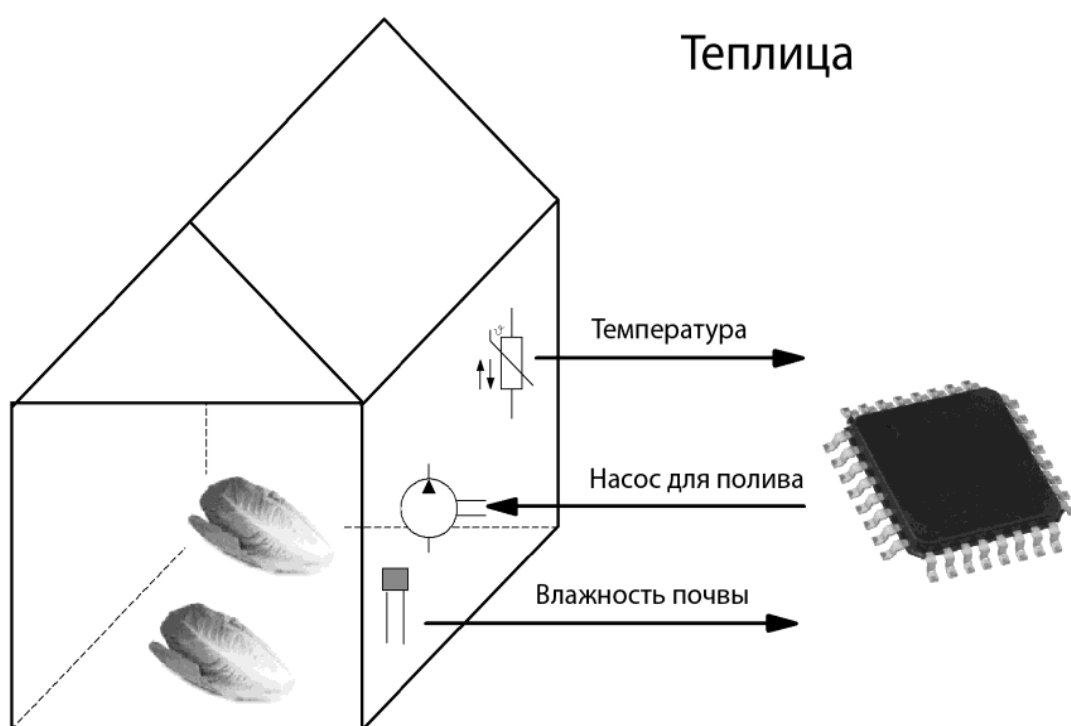 Теплица
Температура
Насос для полива
Влажность почвы